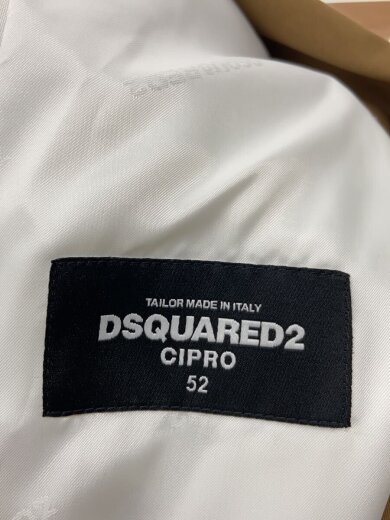 TAILOR MADE IN ITALY
DSQUARED2
CIPRO
52